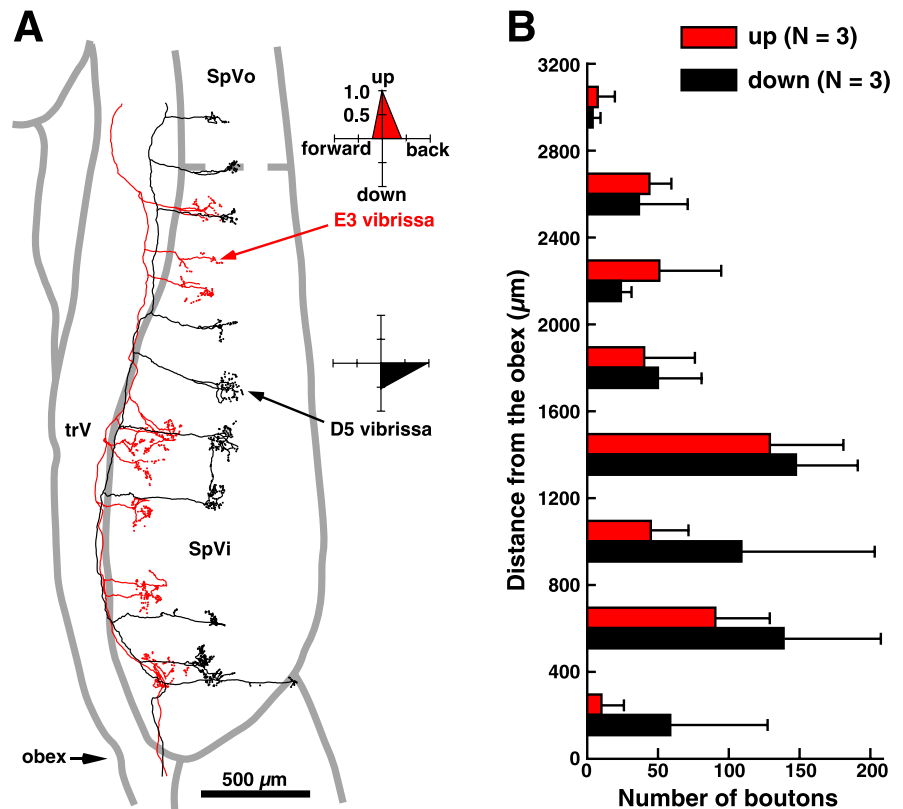 A
SpVo
up
1.0
0.5
forward
back
down
E3 vibrissa
D5 vibrissa
trV
SpVi
obex
500 µm
B
up (N = 3)
down (N = 3)
3200
2800
2400
2000
1600
1200
800
400
0
Distance from the obex (µm)
0 50 100 150 200
Number of boutons